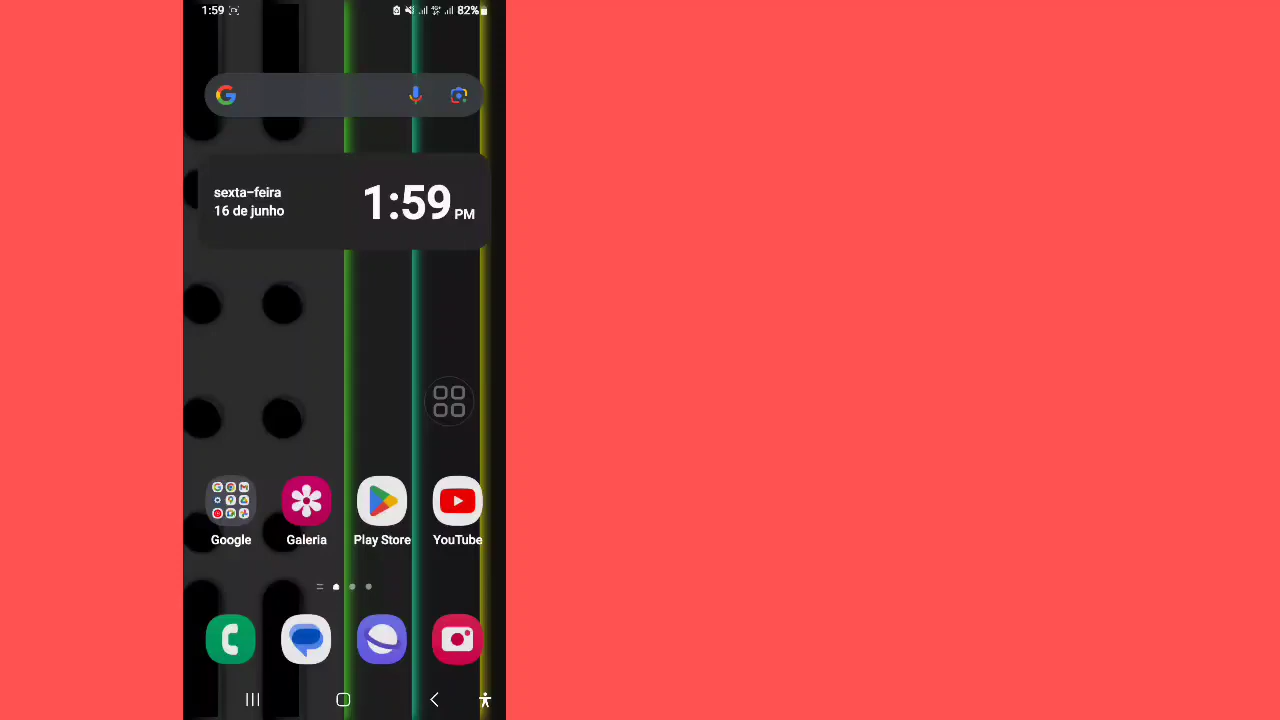 1:59
82%
sexta-feira
16 de junho
1:59 PM
Google
Galeria
Play Store
YouTube